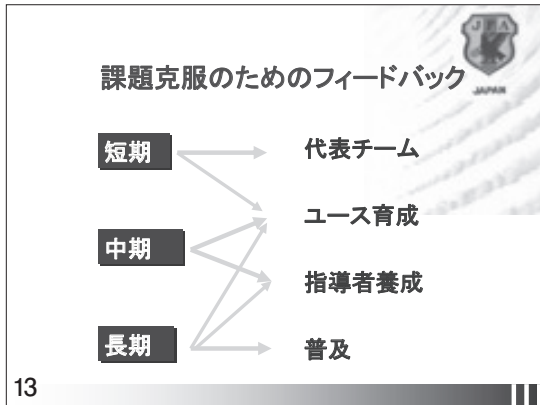 JFA
JAPAN
課題克服のためのフィードバック
短期
代表チーム
ユース育成
中期
指導者養成
長期
普及
13